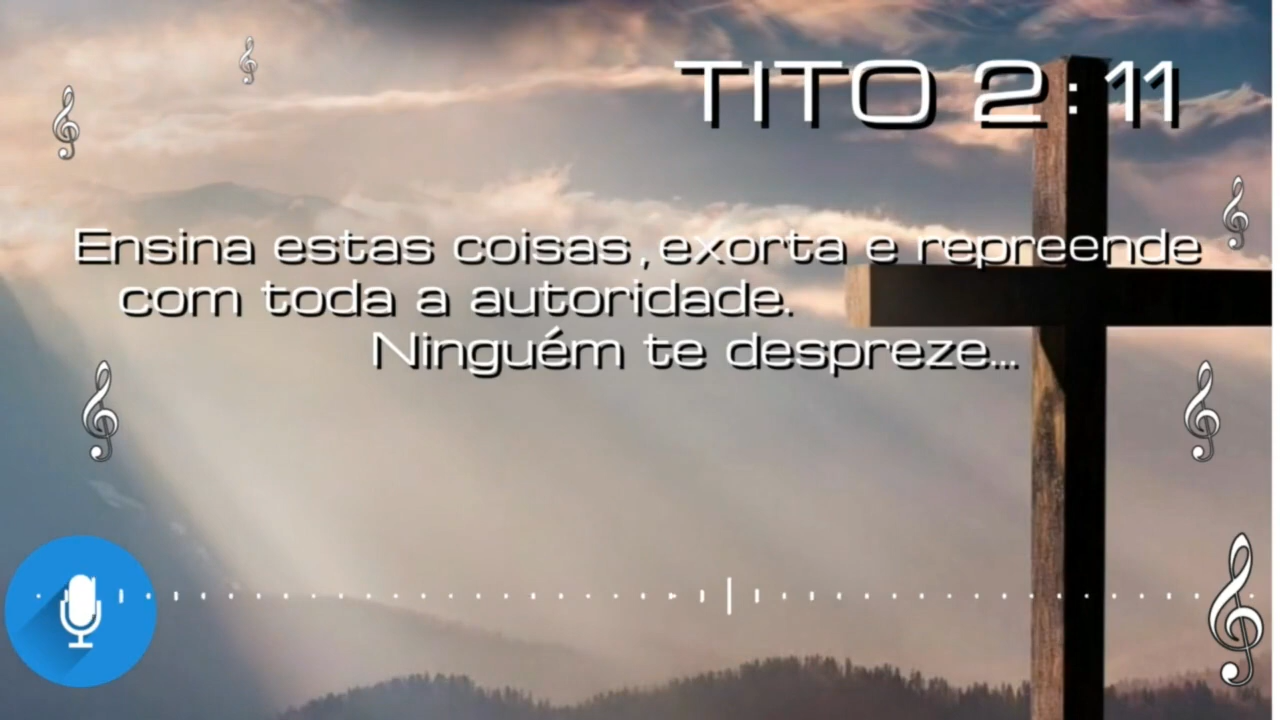 TITO 2:11
Ensina estas coisas, exorta e repreende
com toda a autoridade.
Ninguém te despreze...